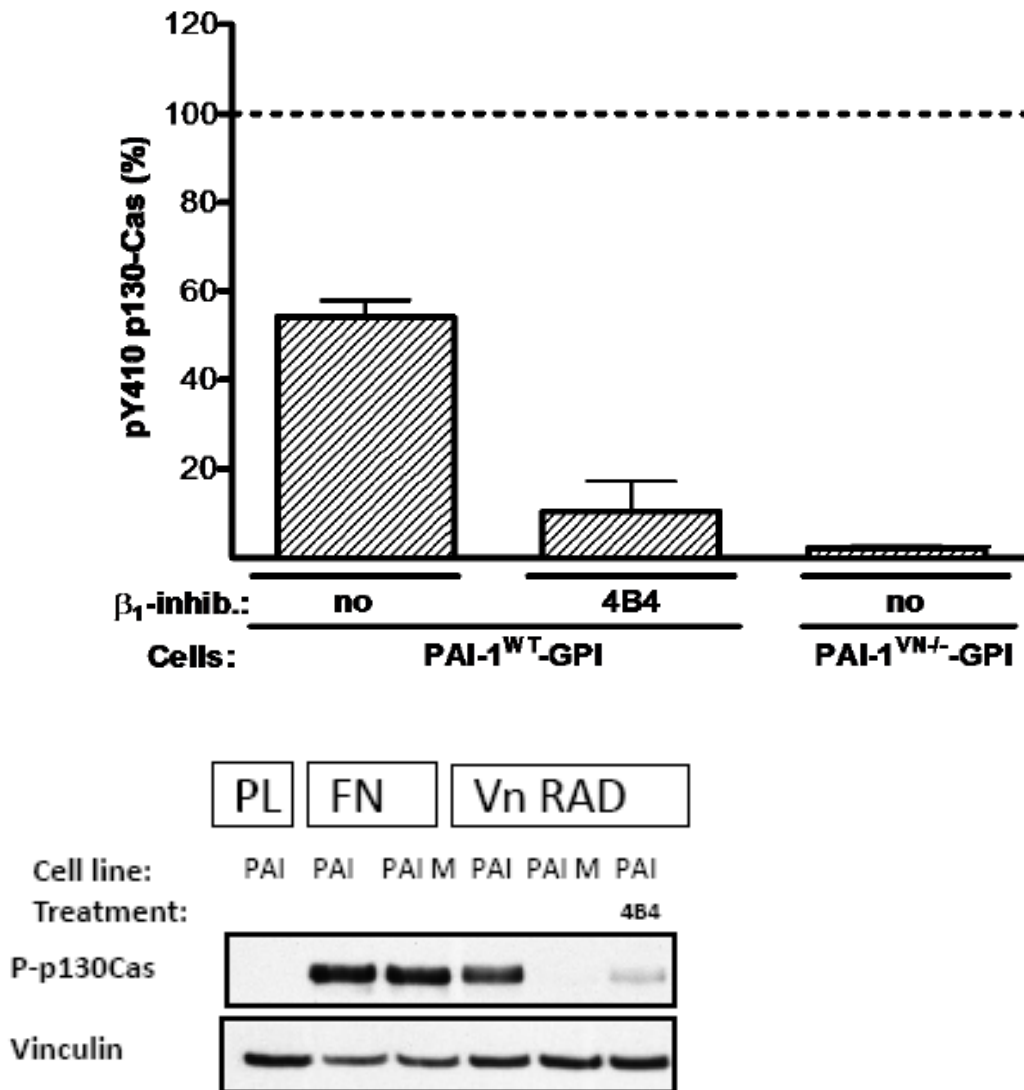 120
100
80
60
40
20
pY410 p130-Cas (%)
β1-inhib.: no 4B4 no
Cells: PAI-1WT-GPI PAI-1VN-/--GPI
PL FN Vn RAD
Cell line: PAI PAI PAI M PAI PAI M PAI
Treatment: 4B4
P-p130Cas
Vinculin